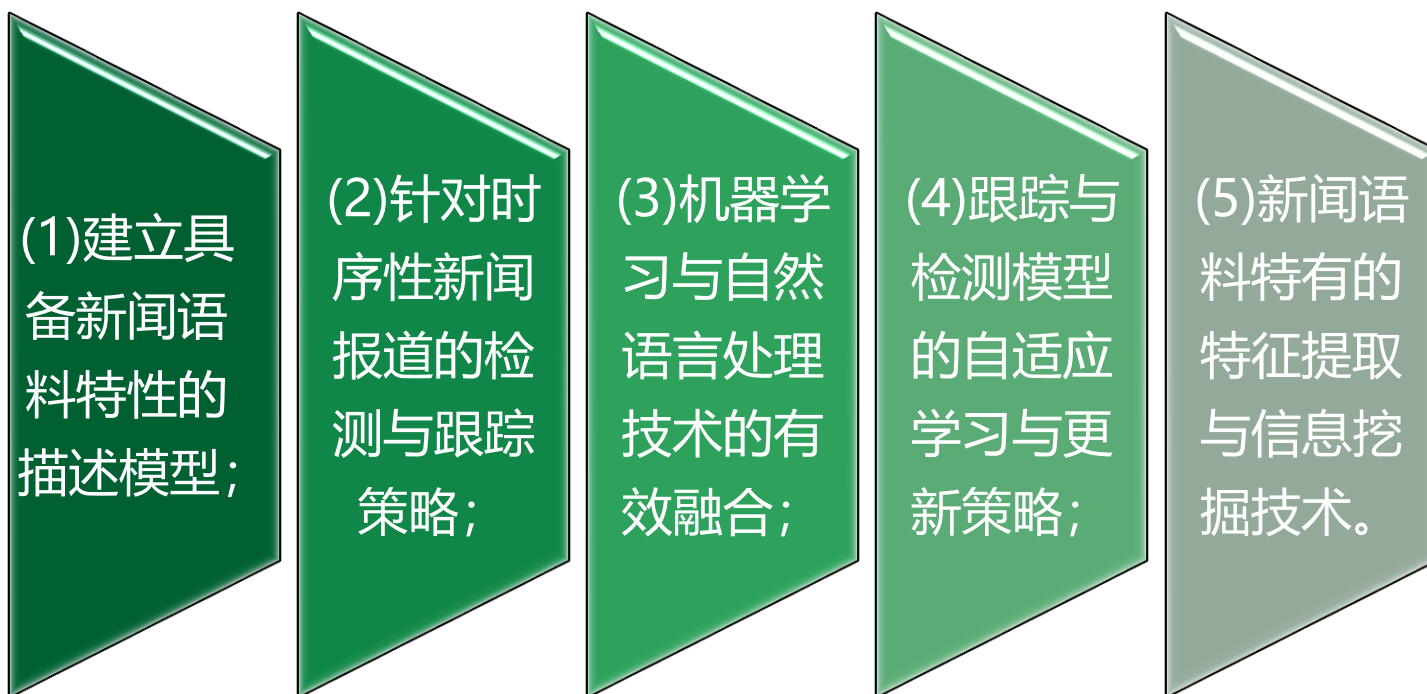 (1)建立具
备新闻语
料特性的
描述模型；
(2)针对时
序性新闻
报道的检
测与跟踪
策略；
(3)机器学
习与自然
语言处理
技术的有
效融合；
(4)跟踪与
检测模型
的自适应
学习与更
新策略；
(5)新闻语
料特有的
特征提取
与信息挖
掘技术。